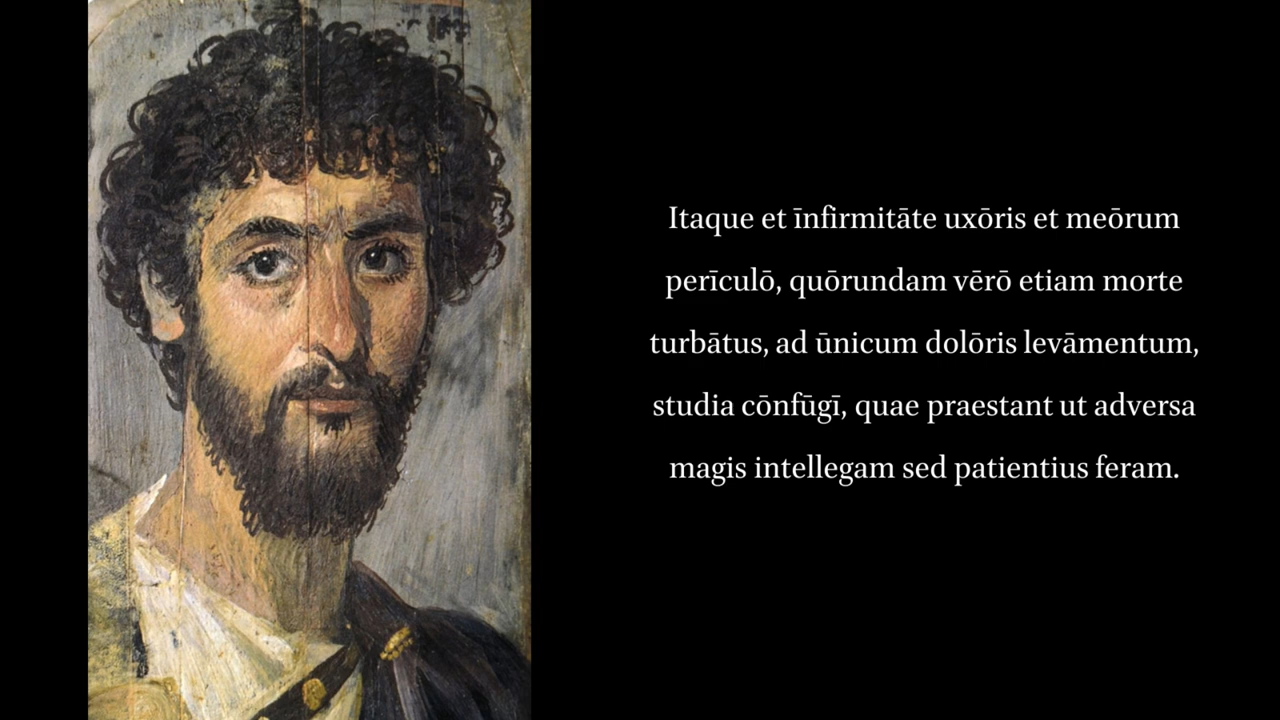 Itaque et īnfirmitāte uxōris et meōrum
perīculō, quōrundam vērō etiam morte
turbātus, ad ūnicum dolōris levāmentum,
studia cōnfūgī, quae praestant ut adversa
magis intellegam sed patientius feram.